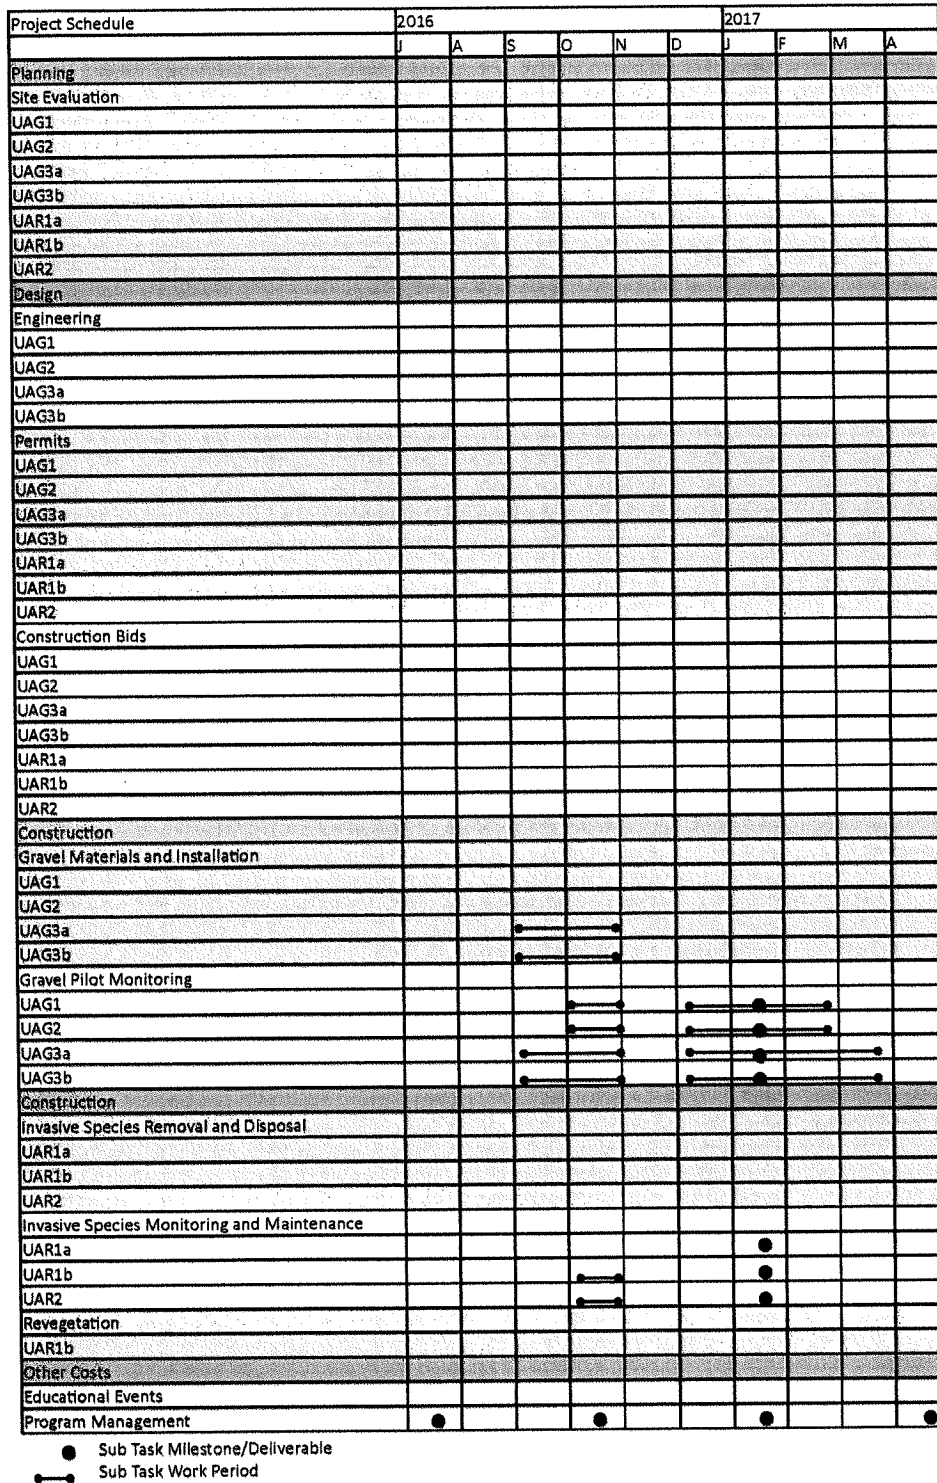 Project Schedule 2016 2017
J A S O N D J F M A
Planning
Site Evaluation
UAG1
UAG2
UAG3a
UAG3b
UAR1a
UAR1b
UAR2
Design
Engineering
UAG1
UAG2
UAG3a
UAG3b
Permits
UAG1
UAG2
UAG3a
UAG3b
UAR1a
UAR1b
UAR2
Construction Bids
UAG1
UAG2
UAG3a
UAG3b
UAR1a
UAR1b
UAR2
Construction
Gravel Materials and Installation
UAG1
UAG2
UAG3a
UAG3b
Gravel Pilot Monitoring
UAG1
UAG2
UAG3a
UAG3b
Construction
Invasive Species Removal and Disposal
UAR1a
UAR1b
UAR2
Invasive Species Monitoring and Maintenance
UAR1a
UAR1b
UAR2
Revegetation
UAR1b
Other Costs
Educational Events
Program Management
Sub Task Milestone/Deliverable
Sub Task Work Period